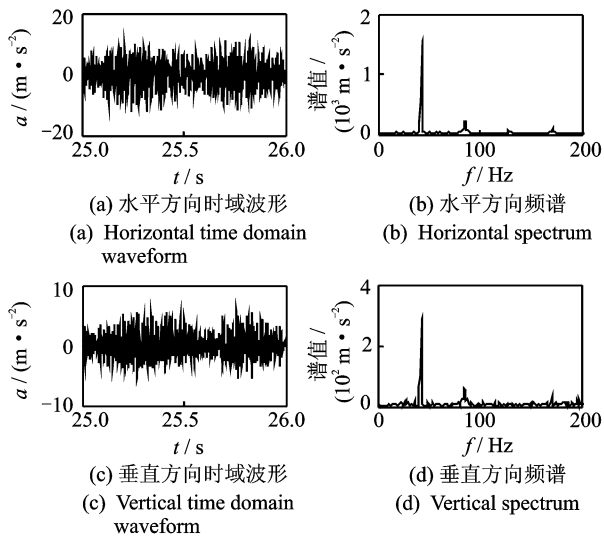 20
0
−20
a / (m • s⁻²)
25.0 25.5 26.0
t / s
(a) 水平方向时域波形
(a) Horizontal time domain
waveform
2
1
0
谱值 /
(10³ m • s⁻²)
0 100 200
f / Hz
(b) 水平方向频谱
(b) Horizontal spectrum
10
0
−10
a / (m • s⁻²)
25.0 25.5 26.0
t / s
(c) 垂直方向时域波形
(c) Vertical time domain
waveform
4
2
0
谱值 /
(10² m • s⁻²)
0 100 200
f / Hz
(d) 垂直方向频谱
(d) Vertical spectrum